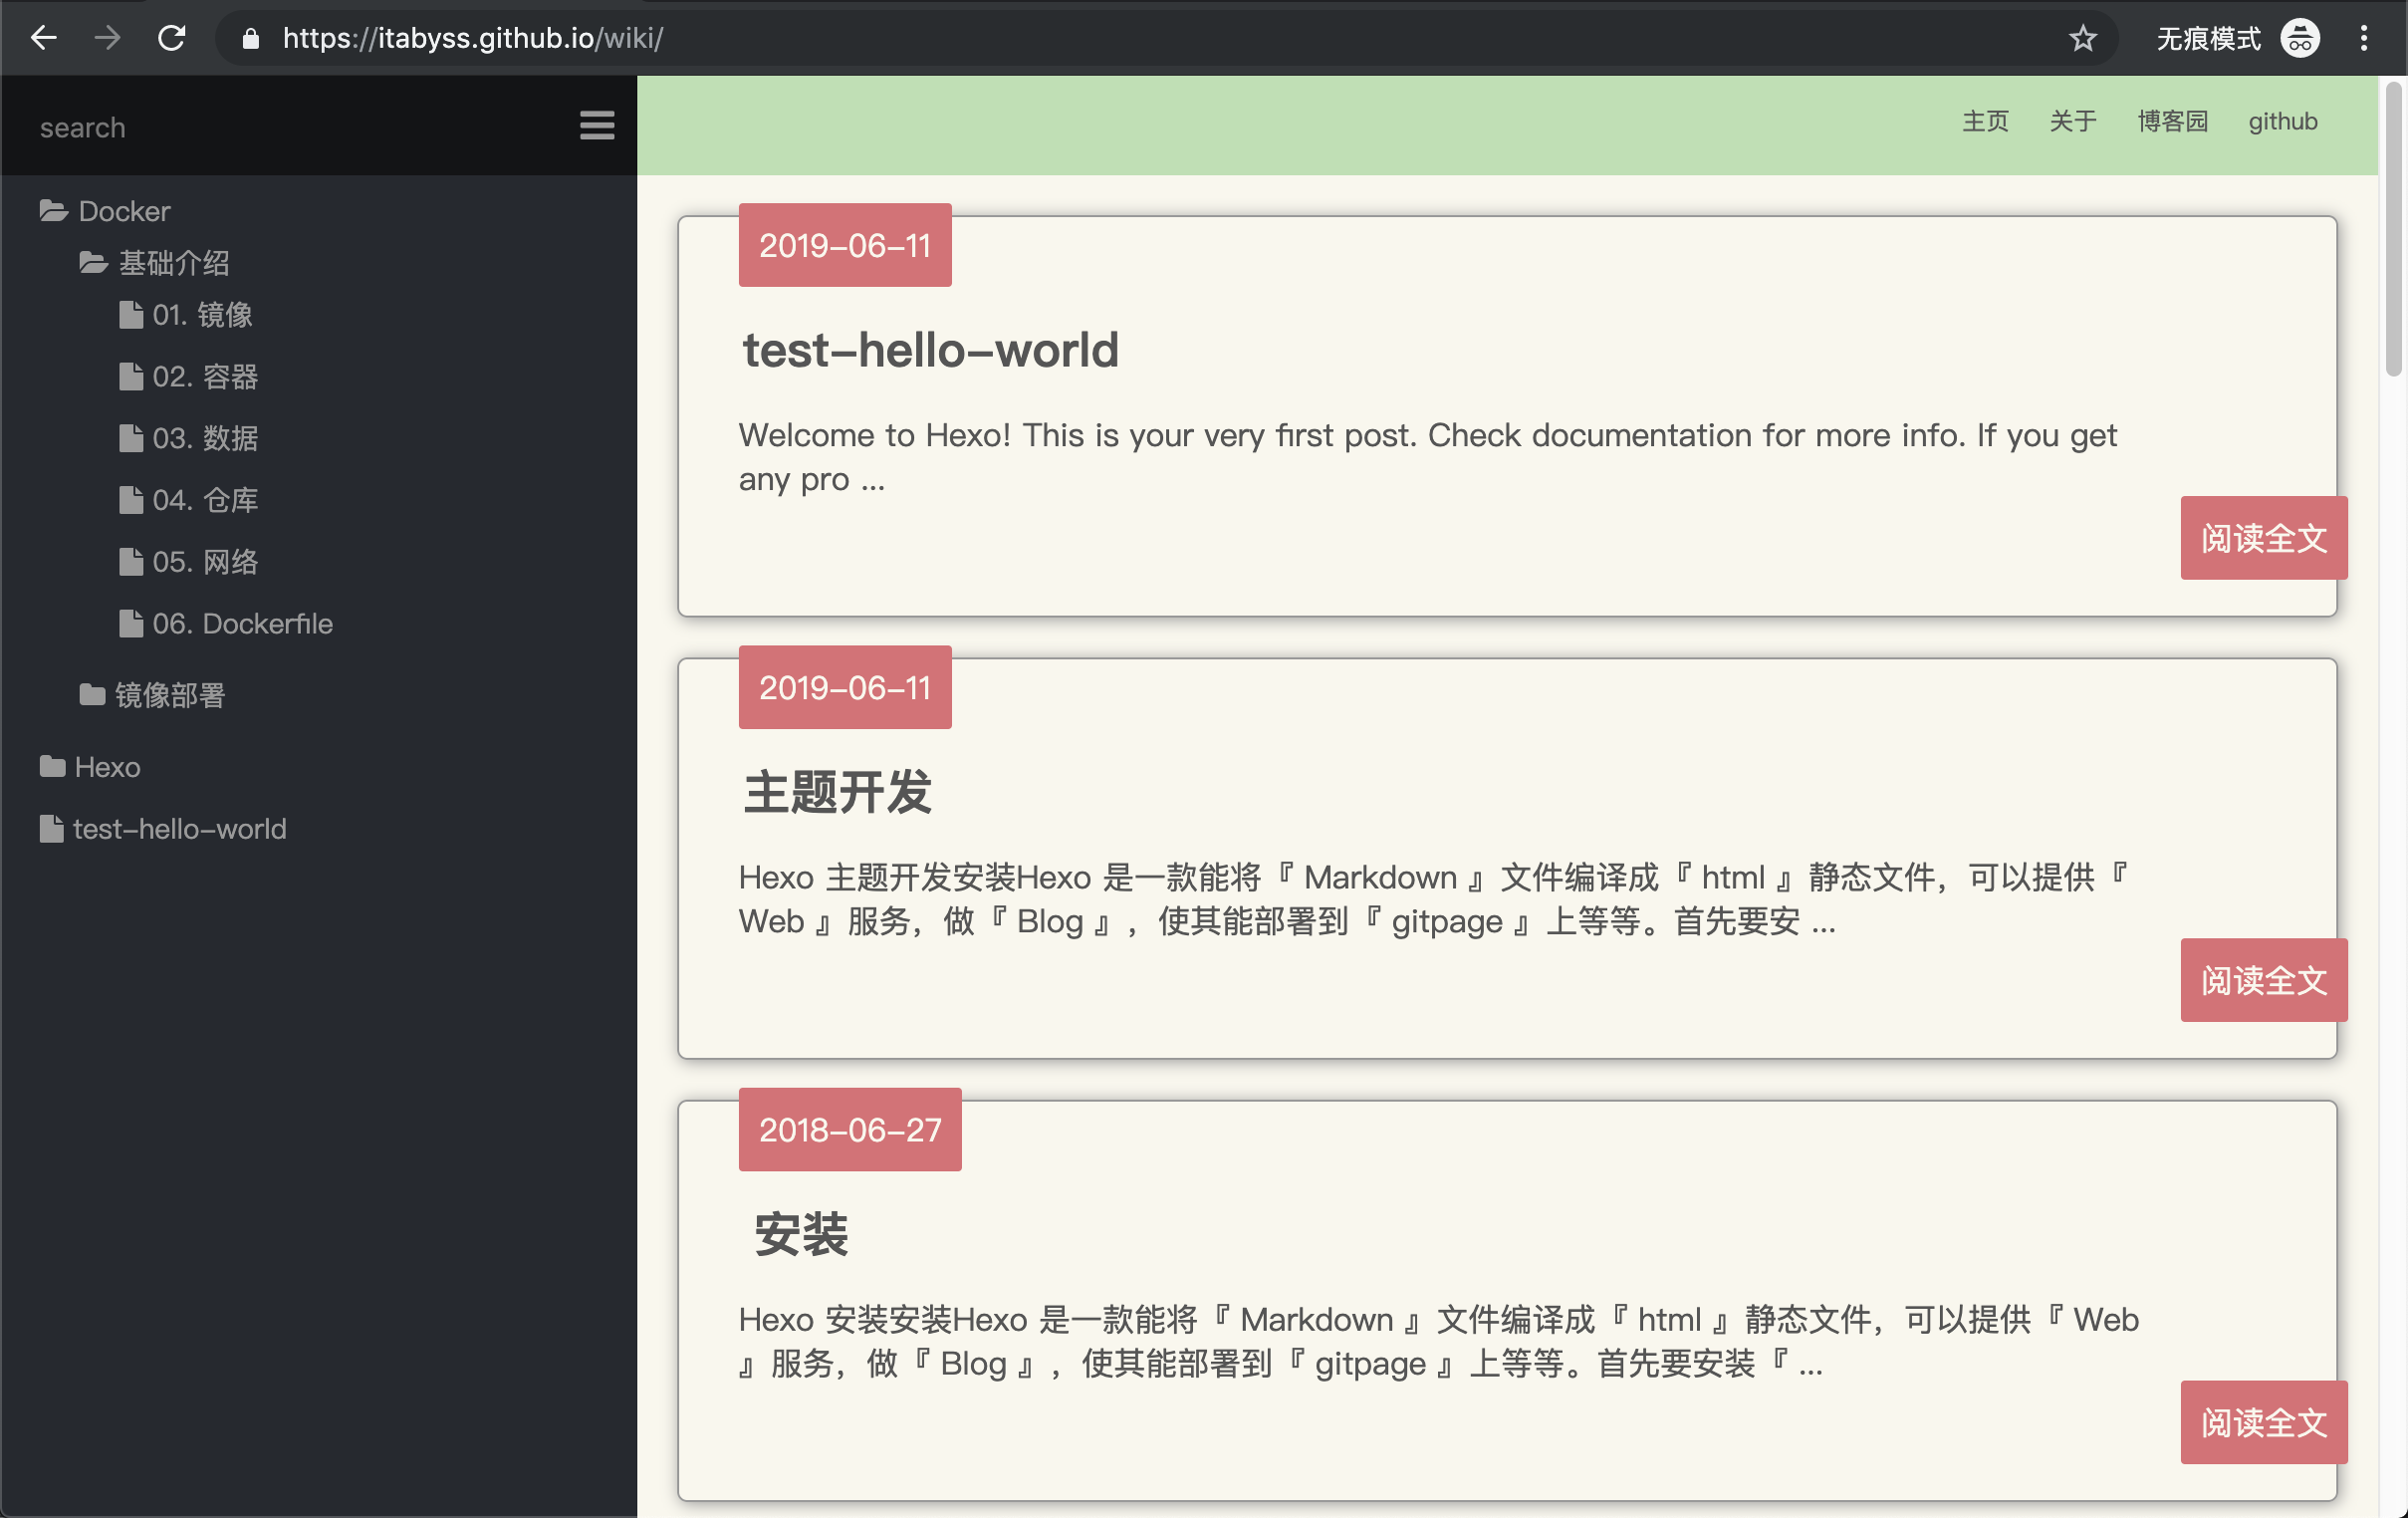 https://itabyss.github.io/wiki/
无痕模式
search
主页 关于 博客园 github
Docker
基础介绍
01. 镜像
02. 容器
03. 数据
04. 仓库
05. 网络
06. Dockerfile
镜像部署
Hexo
test-hello-world
2019-06-11
test-hello-world
Welcome to Hexo! This is your very first post. Check documentation for more info. If you get
any pro ...
阅读全文
2019-06-11
主题开发
Hexo 主题开发安装Hexo 是一款能将『 Markdown 』文件编译成『 html 』静态文件，可以提供『
Web 』服务，做『 Blog 』，使其能部署到『 gitpage 』上等等。首先要安 ...
阅读全文
2018-06-27
安装
Hexo 安装安装Hexo 是一款能将『 Markdown 』文件编译成『 html 』静态文件，可以提供『 Web
』服务，做『 Blog 』，使其能部署到『 gitpage 』上等等。首先要安装『 ...
阅读全文